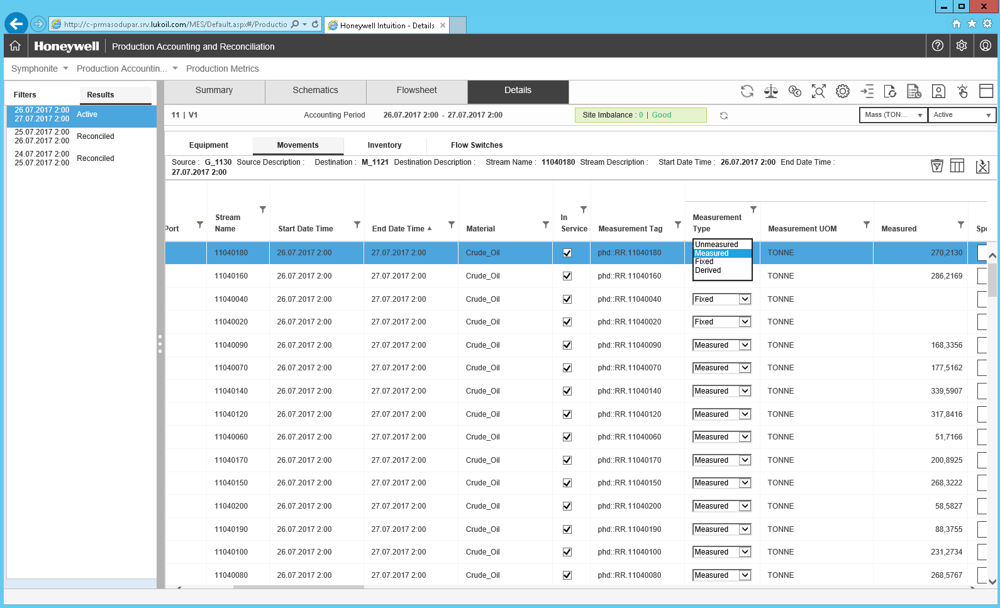 http://c-prmasodupar.srv.lukoil.com/MES/Default.aspx#/Productio
Honeywell Intuition - Details
Honeywell Production Accounting and Reconciliation
Symphonite Production Accountin... Production Metrics
Filters Results
26.07.2017 2:00
27.07.2017 2:00 Active
25.07.2017 2:00
26.07.2017 2:00 Reconciled
24.07.2017 2:00
25.07.2017 2:00 Reconciled
Summary Schematics Flowsheet Details
11 | V1 Accounting Period 26.07.2017 2:00 - 27.07.2017 2:00 Site Imbalance : 0 | Good Mass (TON... Active
Equipment Movements Inventory Flow Switches
Source : G_1130 Source Description : Destination : M_1121 Destination Description : Stream Name : 11040180 Stream Description : Start Date Time : 26.07.2017 2:00 End Date Time :
27.07.2017 2:00
Port Stream Name Start Date Time End Date Time Material In Service Measurement Tag Measurement Type Measurement UOM Measured Spe
11040180 26.07.2017 2:00 27.07.2017 2:00 Crude_Oil phd::RR.11040180 TONNE 270,2130
Unmeasured
Measured
Fixed
Derived
11040160 26.07.2017 2:00 27.07.2017 2:00 Crude_Oil phd::RR.11040160 TONNE 286,2169
11040040 26.07.2017 2:00 27.07.2017 2:00 Crude_Oil phd::RR.11040040 Fixed TONNE
11040020 26.07.2017 2:00 27.07.2017 2:00 Crude_Oil phd::RR.11040020 Fixed TONNE
11040090 26.07.2017 2:00 27.07.2017 2:00 Crude_Oil phd::RR.11040090 Measured TONNE 168,3356
11040070 26.07.2017 2:00 27.07.2017 2:00 Crude_Oil phd::RR.11040070 Measured TONNE 177,5162
11040140 26.07.2017 2:00 27.07.2017 2:00 Crude_Oil phd::RR.11040140 Measured TONNE 339,5907
11040120 26.07.2017 2:00 27.07.2017 2:00 Crude_Oil phd::RR.11040120 Measured TONNE 317,8416
11040060 26.07.2017 2:00 27.07.2017 2:00 Crude_Oil phd::RR.11040060 Measured TONNE 51,7166
11040170 26.07.2017 2:00 27.07.2017 2:00 Crude_Oil phd::RR.11040170 Measured TONNE 200,8925
11040150 26.07.2017 2:00 27.07.2017 2:00 Crude_Oil phd::RR.11040150 Measured TONNE 268,3222
11040200 26.07.2017 2:00 27.07.2017 2:00 Crude_Oil phd::RR.11040200 Measured TONNE 58,5827
11040190 26.07.2017 2:00 27.07.2017 2:00 Crude_Oil phd::RR.11040190 Measured TONNE 88,3755
11040100 26.07.2017 2:00 27.07.2017 2:00 Crude_Oil phd::RR.11040100 Measured TONNE 231,2734
11040080 26.07.2017 2:00 27.07.2017 2:00 Crude_Oil phd::RR.11040080 Measured TONNE 268,5767